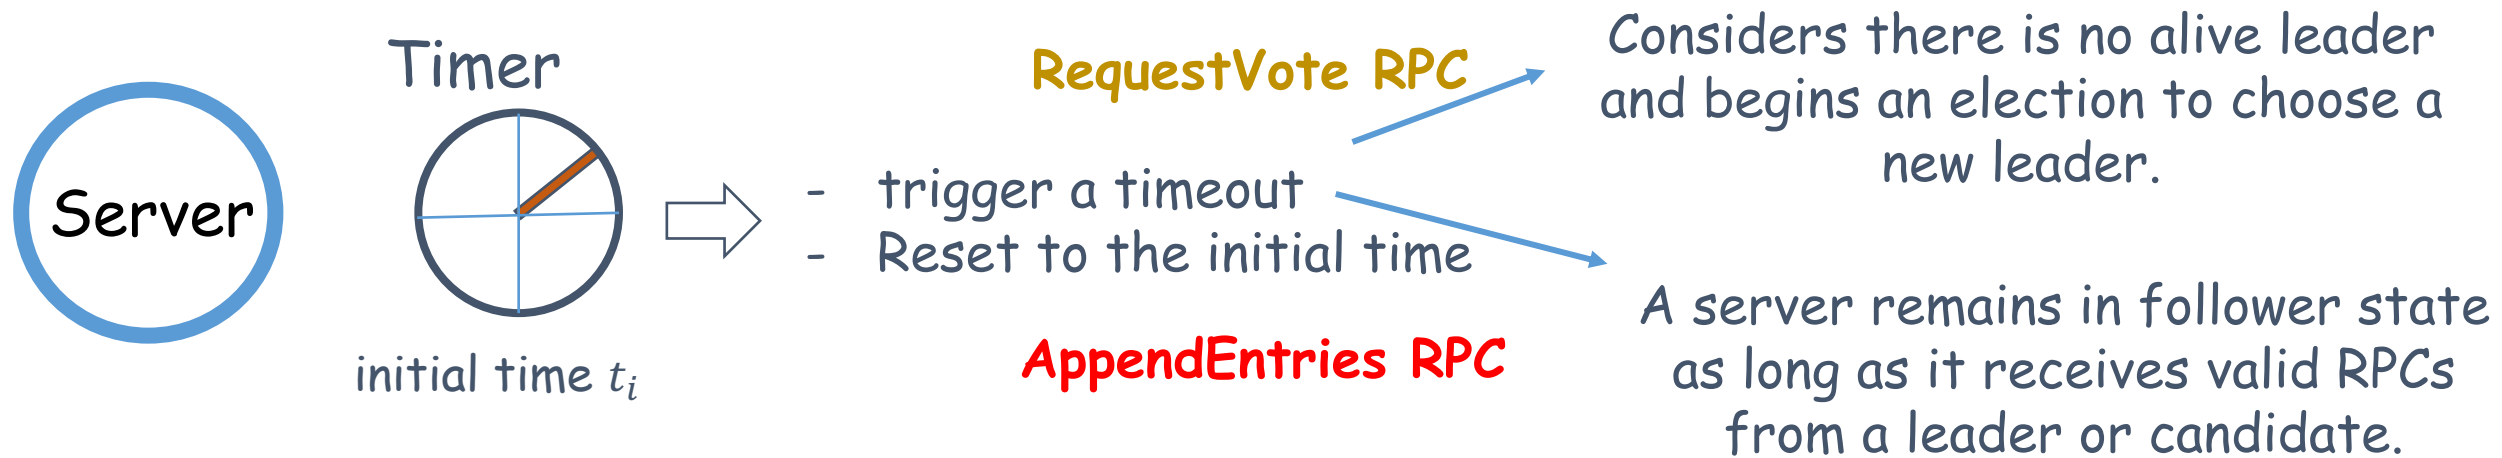 Server
Timer
initial time tᵢ
RequestVote RPC
- trigger a timeout
- Reset to the initial time
AppendEntries RPC
Considers there is no alive leader
and begins an election to choose a
new leader.
A server remains in follower state
as long as it receives valid RPCs
from a leader or candidate.